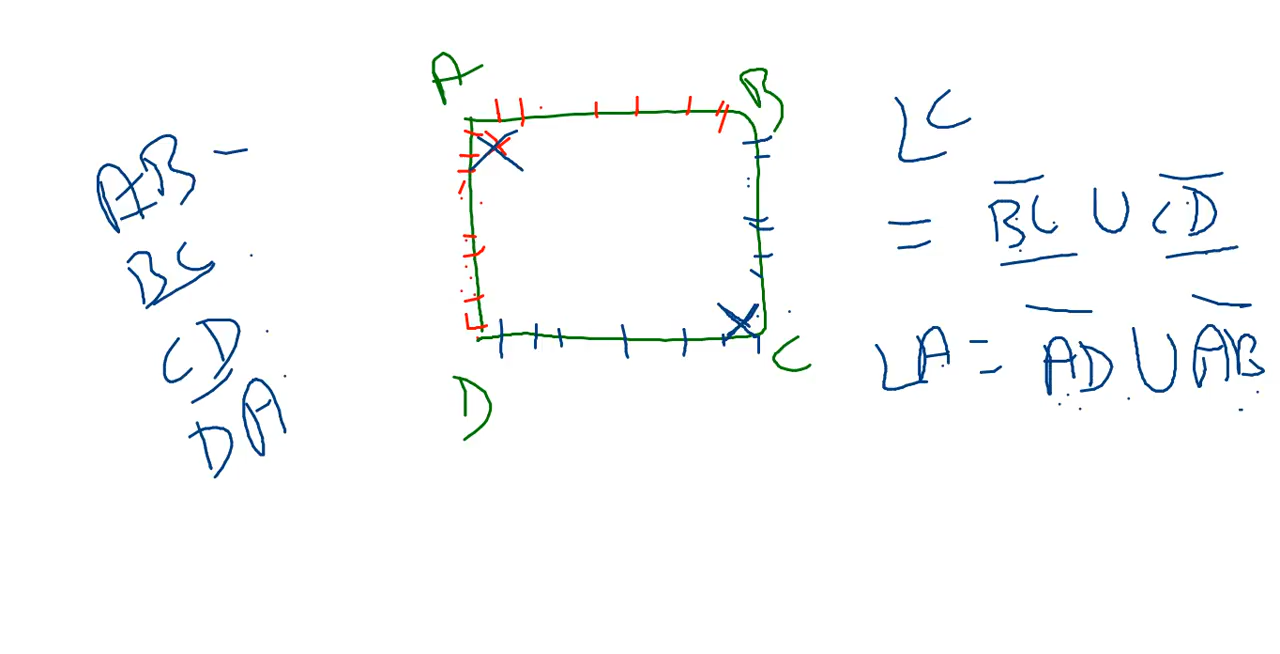 A B
D C
AB -
BC
CD
DA
∠C
= BC ∪ CD
∠A = AD ∪ AB